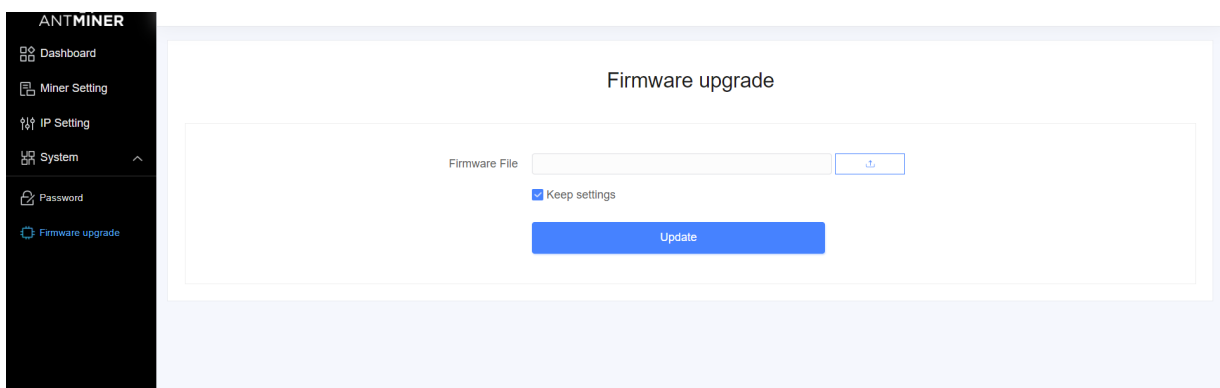 ANTMINER
Dashboard
Miner Setting
IP Setting
System
Password
Firmware upgrade
Firmware upgrade
Firmware File
Keep settings
Update